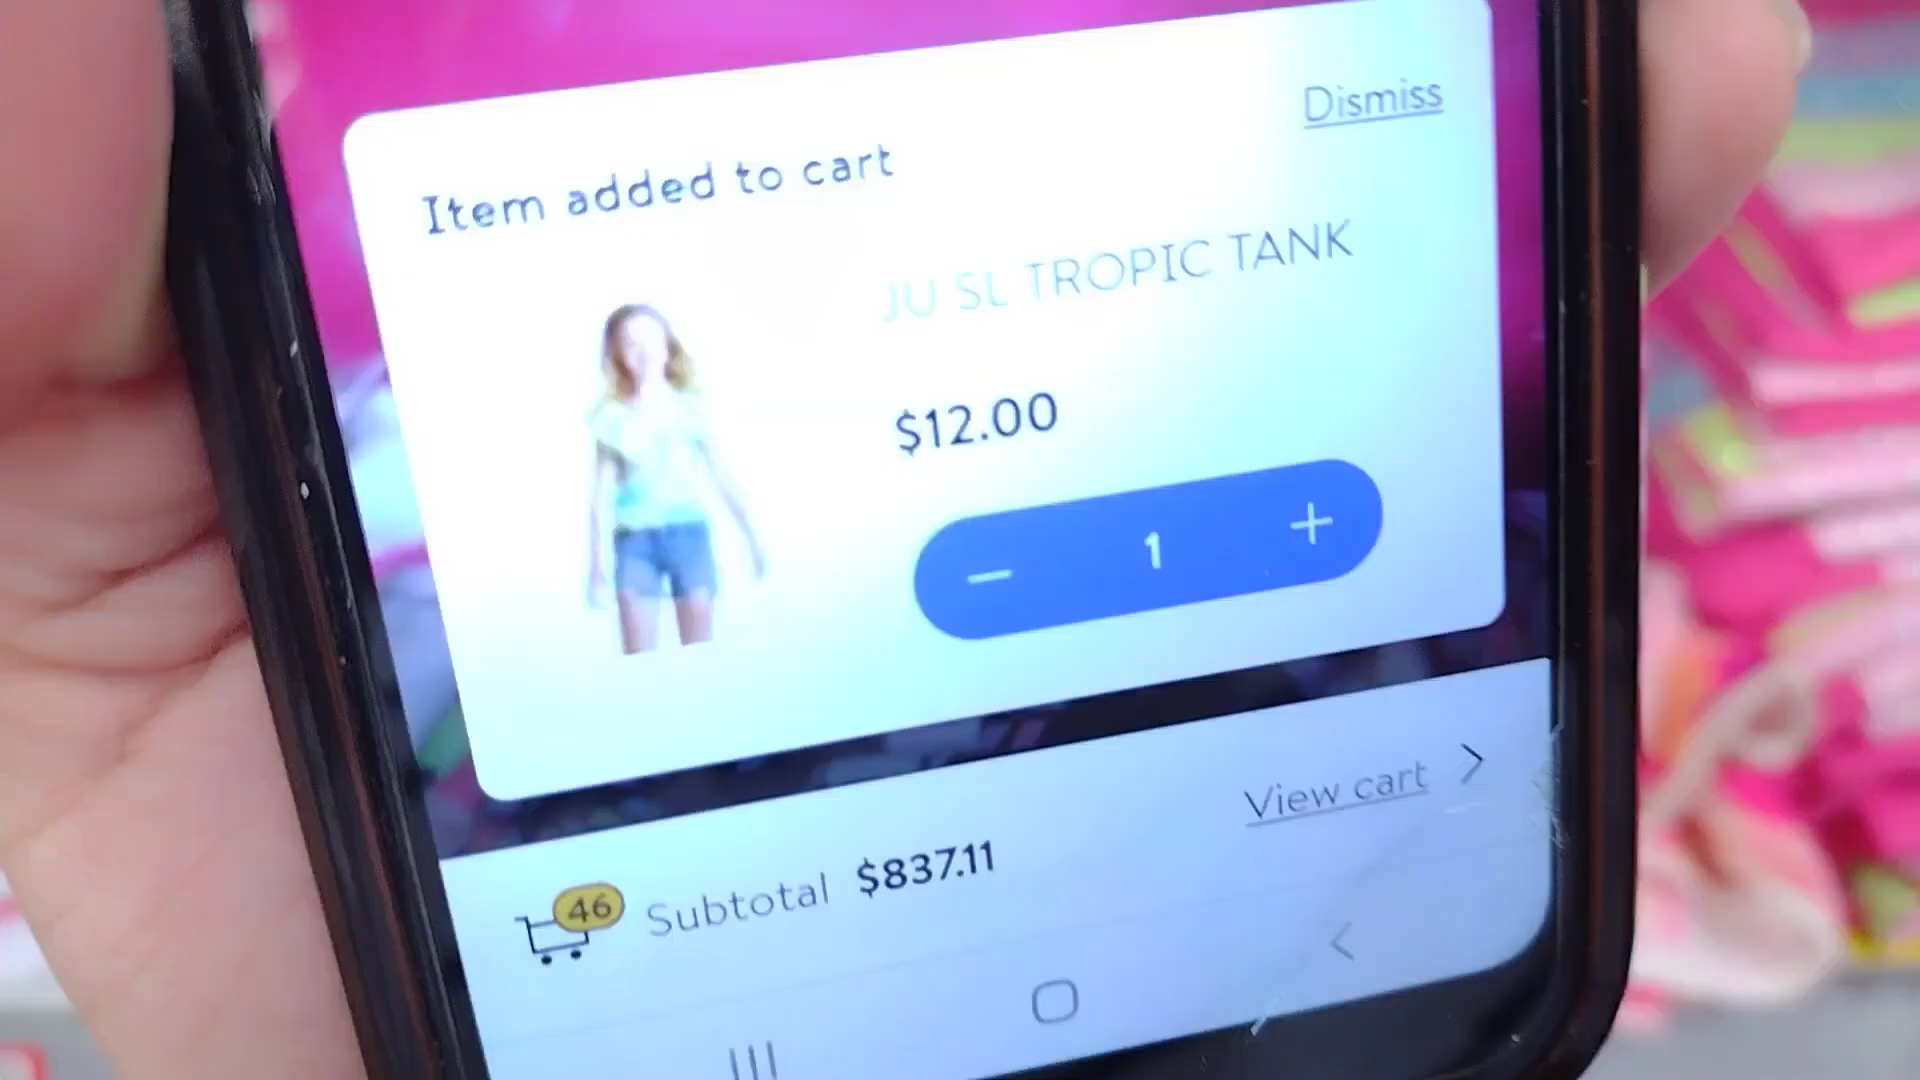 Dismiss
Item added to cart
JU SL TROPIC TANK
$12.00
− 1 +
View cart >
46 Subtotal $837.11